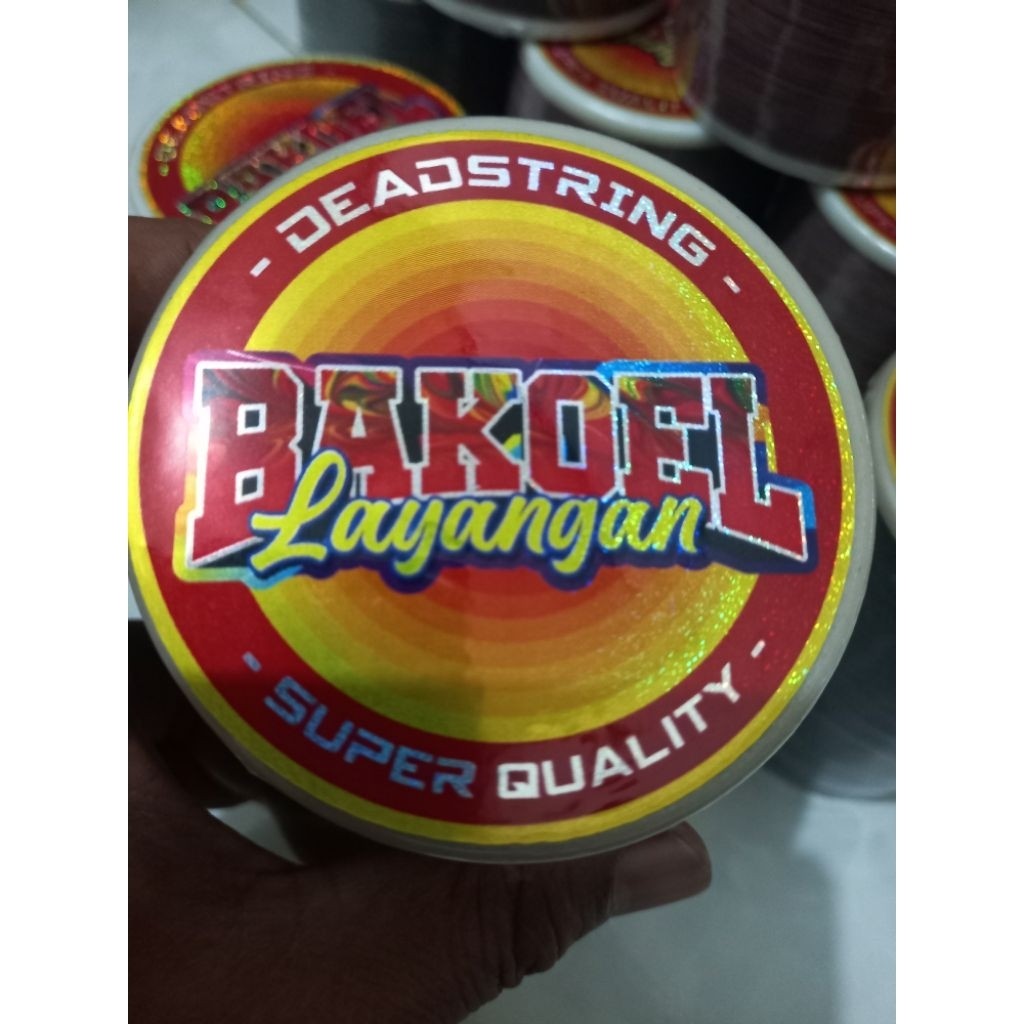 - DEADSTRING -
BAKOEL
Layangan
- SUPER QUALITY -